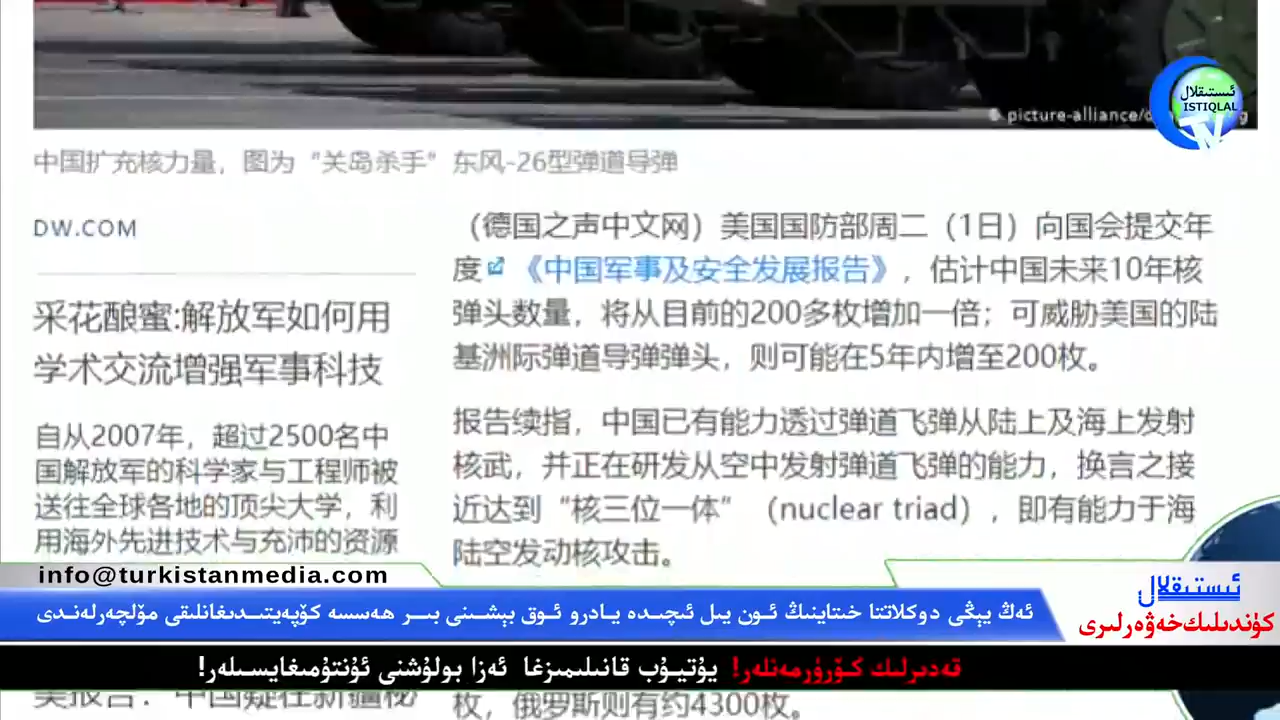 ئىستىقلال
ISTIQLAL
TV
picture-alliance/
中国扩充核力量，图为“关岛杀手”东风-26型弹道导弹
DW.COM
采花酿蜜:解放军如何用
学术交流增强军事科技
自从2007年，超过2500名中
国解放军的科学家与工程师被
送往全球各地的顶尖大学，利
用海外先进技术与充沛的资源
（德国之声中文网）美国国防部周二（1日）向国会提交年
度《中国军事及安全发展报告》，估计中国未来10年核
弹头数量，将从目前的200多枚增加一倍；可威胁美国的陆
基洲际弹道导弹弹头，则可能在5年内增至200枚。
报告续指，中国已有能力透过弹道飞弹从陆上及海上发射
核武，并正在研发从空中发射弹道飞弹的能力，换言之接
近达到“核三位一体”（nuclear triad）, 即有能力于海
陆空发动核攻击。
info@turkistanmedia.com
ئەڭ يېڭى دوكلاتتا خىتاينىڭ ئون يىل ئىچىدە يادرو ئوق بېشىنى بىر ھەسسە كۆپەيتىدىغانلىقى مۆلچەرلەندى
ئىستىقلال
كۈندىلىك خەۋەرلىرى
قەدىرلىك كۆرۈرمەنلەر! يۇتيۇب قانىلىمىزغا ئەزا بولۇشنى ئۇنتۇمىغايسىلەر!
美报告：中国疑在新疆秘
枚，俄罗斯则有约4300枚。